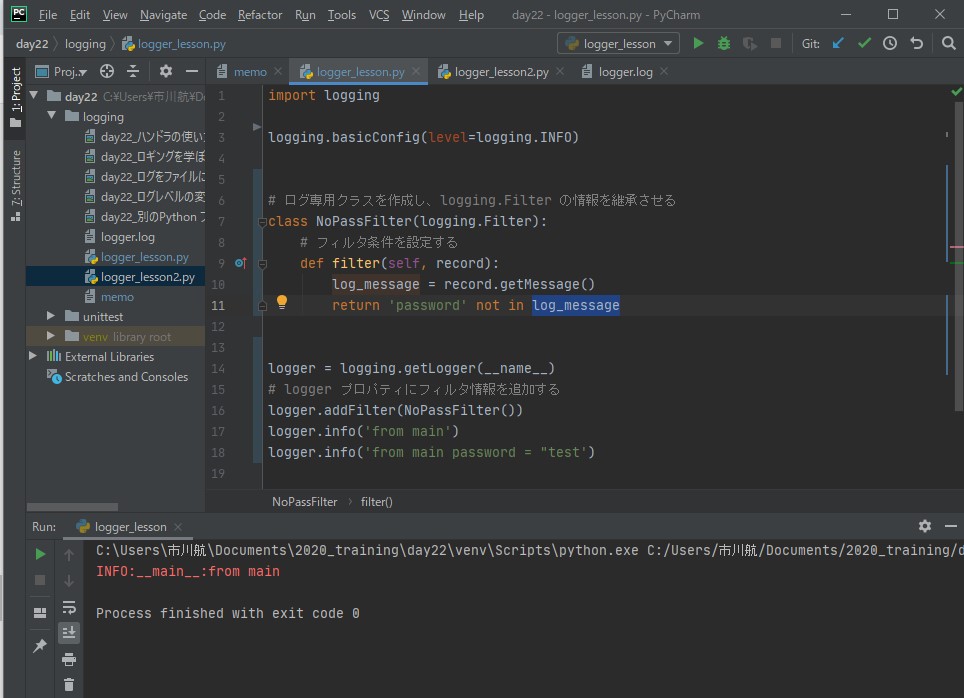 File Edit View Navigate Code Refactor Run Tools VCS Window Help day22 - logger_lesson.py - PyCharm
day22 logging logger_lesson.py logger_lesson Git:
1: Project
7: Structure
Proj.. memo logger_lesson.py logger_lesson2.py logger.log
day22 C:¥Users¥市川航¥Do
logging
day22_ハンドラの使い
day22_ロギングを学ぼ
day22_ログをファイルに
day22_ログレベルの変
day22_別のPython フ
logger.log
logger_lesson.py
logger_lesson2.py
memo
unittest
venv library root
External Libraries
Scratches and Consoles
1 import logging
2
3 logging.basicConfig(level=logging.INFO)
4
5
6 # ログ専用クラスを作成し、logging.Filter の情報を継承させる
7 class NoPassFilter(logging.Filter):
8 # フィルタ条件を設定する
9 def filter(self, record):
10 log_message = record.getMessage()
11 return 'password' not in log_message
12
13
14 logger = logging.getLogger(__name__)
15 # logger プロパティにフィルタ情報を追加する
16 logger.addFilter(NoPassFilter())
17 logger.info('from main')
18 logger.info('from main password = "test')
19
NoPassFilter filter()
Run: logger_lesson
C:\Users\市川航\Documents\2020_training\day22\venv\Scripts\python.exe C:/Users/市川航/Documents/2020_training/d
INFO:__main__:from main
Process finished with exit code 0